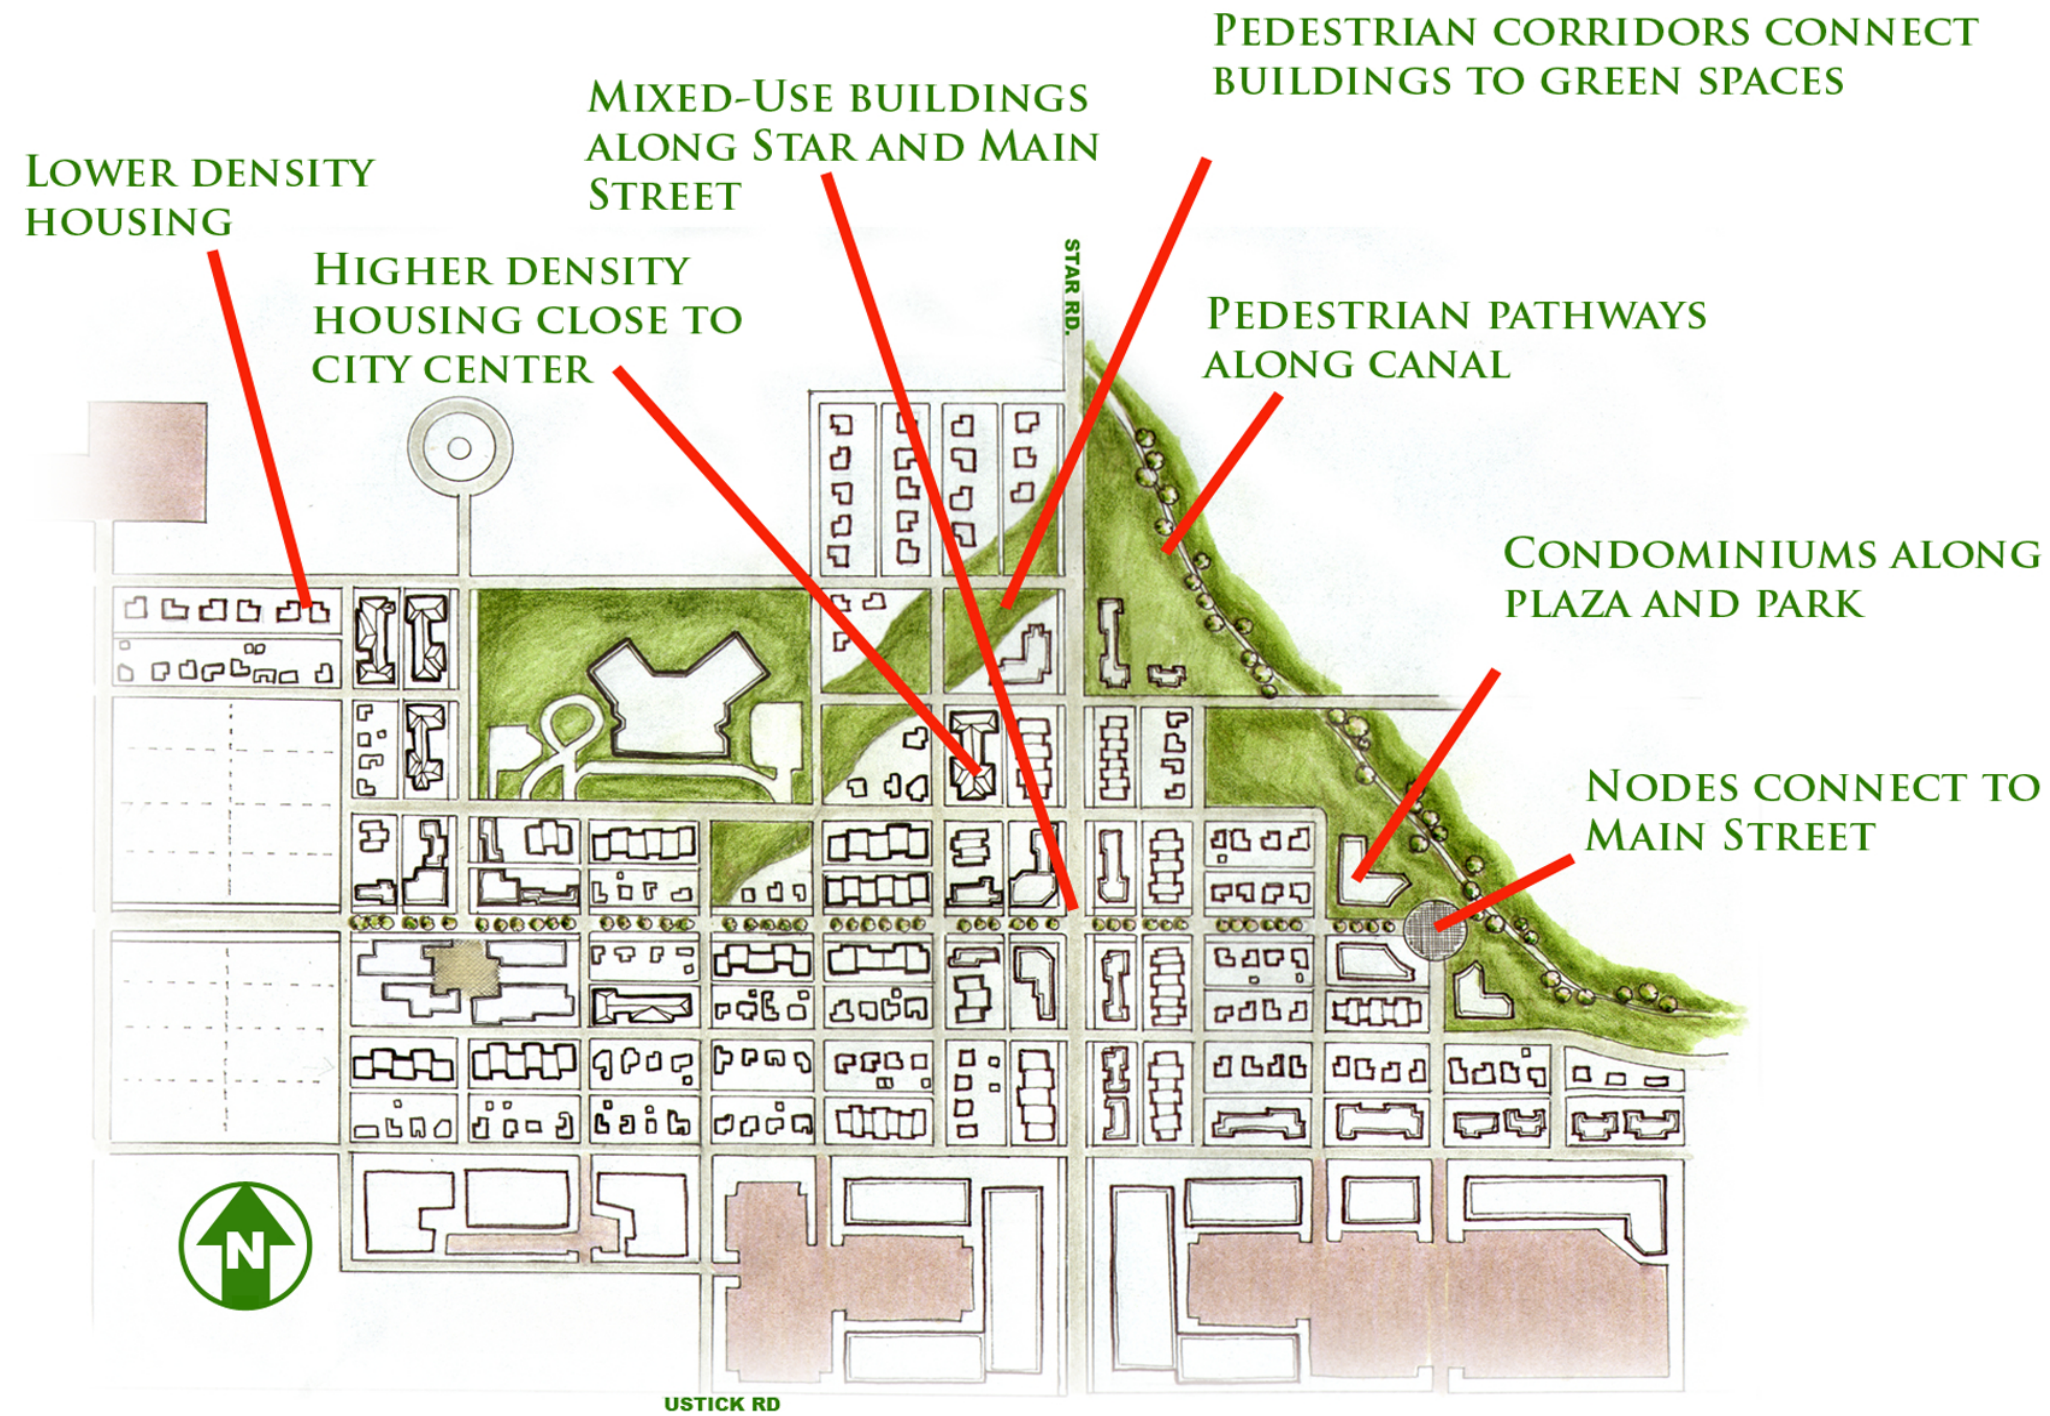 Pedestrian corridors connect
buildings to green spaces
Mixed-Use buildings
along Star and Main
Street
Lower density
housing
Higher density
housing close to
city center
STAR RD.
Pedestrian pathways
along canal
Condominiums along
plaza and park
Nodes connect to
Main Street
N
USTICK RD